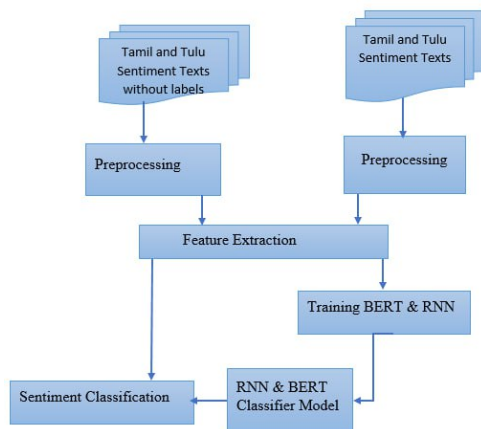 Tamil and Tulu
Sentiment Texts
without labels
Tamil and Tulu
Sentiment Texts
Preprocessing
Preprocessing
Feature Extraction
Training BERT & RNN
RNN & BERT
Classifier Model
Sentiment Classification